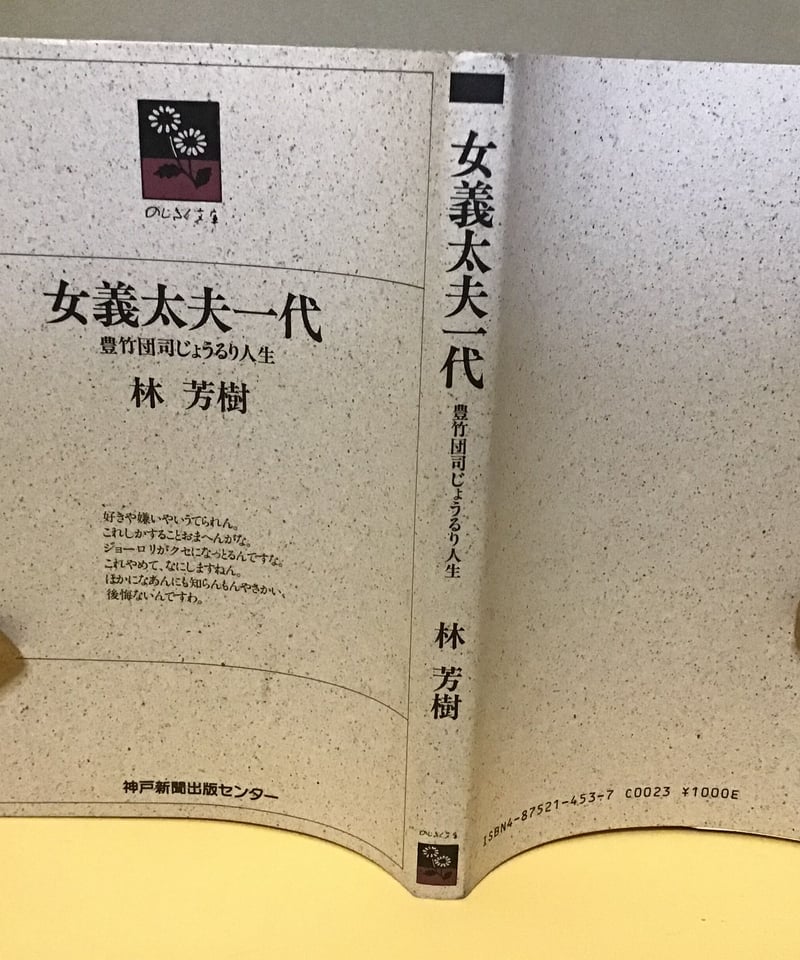 のじぎく文庫
女義太夫一代
豊竹団司じょうるり人生
林 芳樹
好きや嫌いやいうてられん。
これしかすることおまへんがな。
ジョーロリがクセになっとるんですな。
これやめて、なにしますねん。
ほかになあんにも知らんもんやさかい、
後悔ないんですわ。
神戸新聞出版センター
女義太夫一代
豊竹団司じょうるり人生
林 芳樹
のじぎく文庫
ISBN4-87521-453-7 C0023 ¥1000E